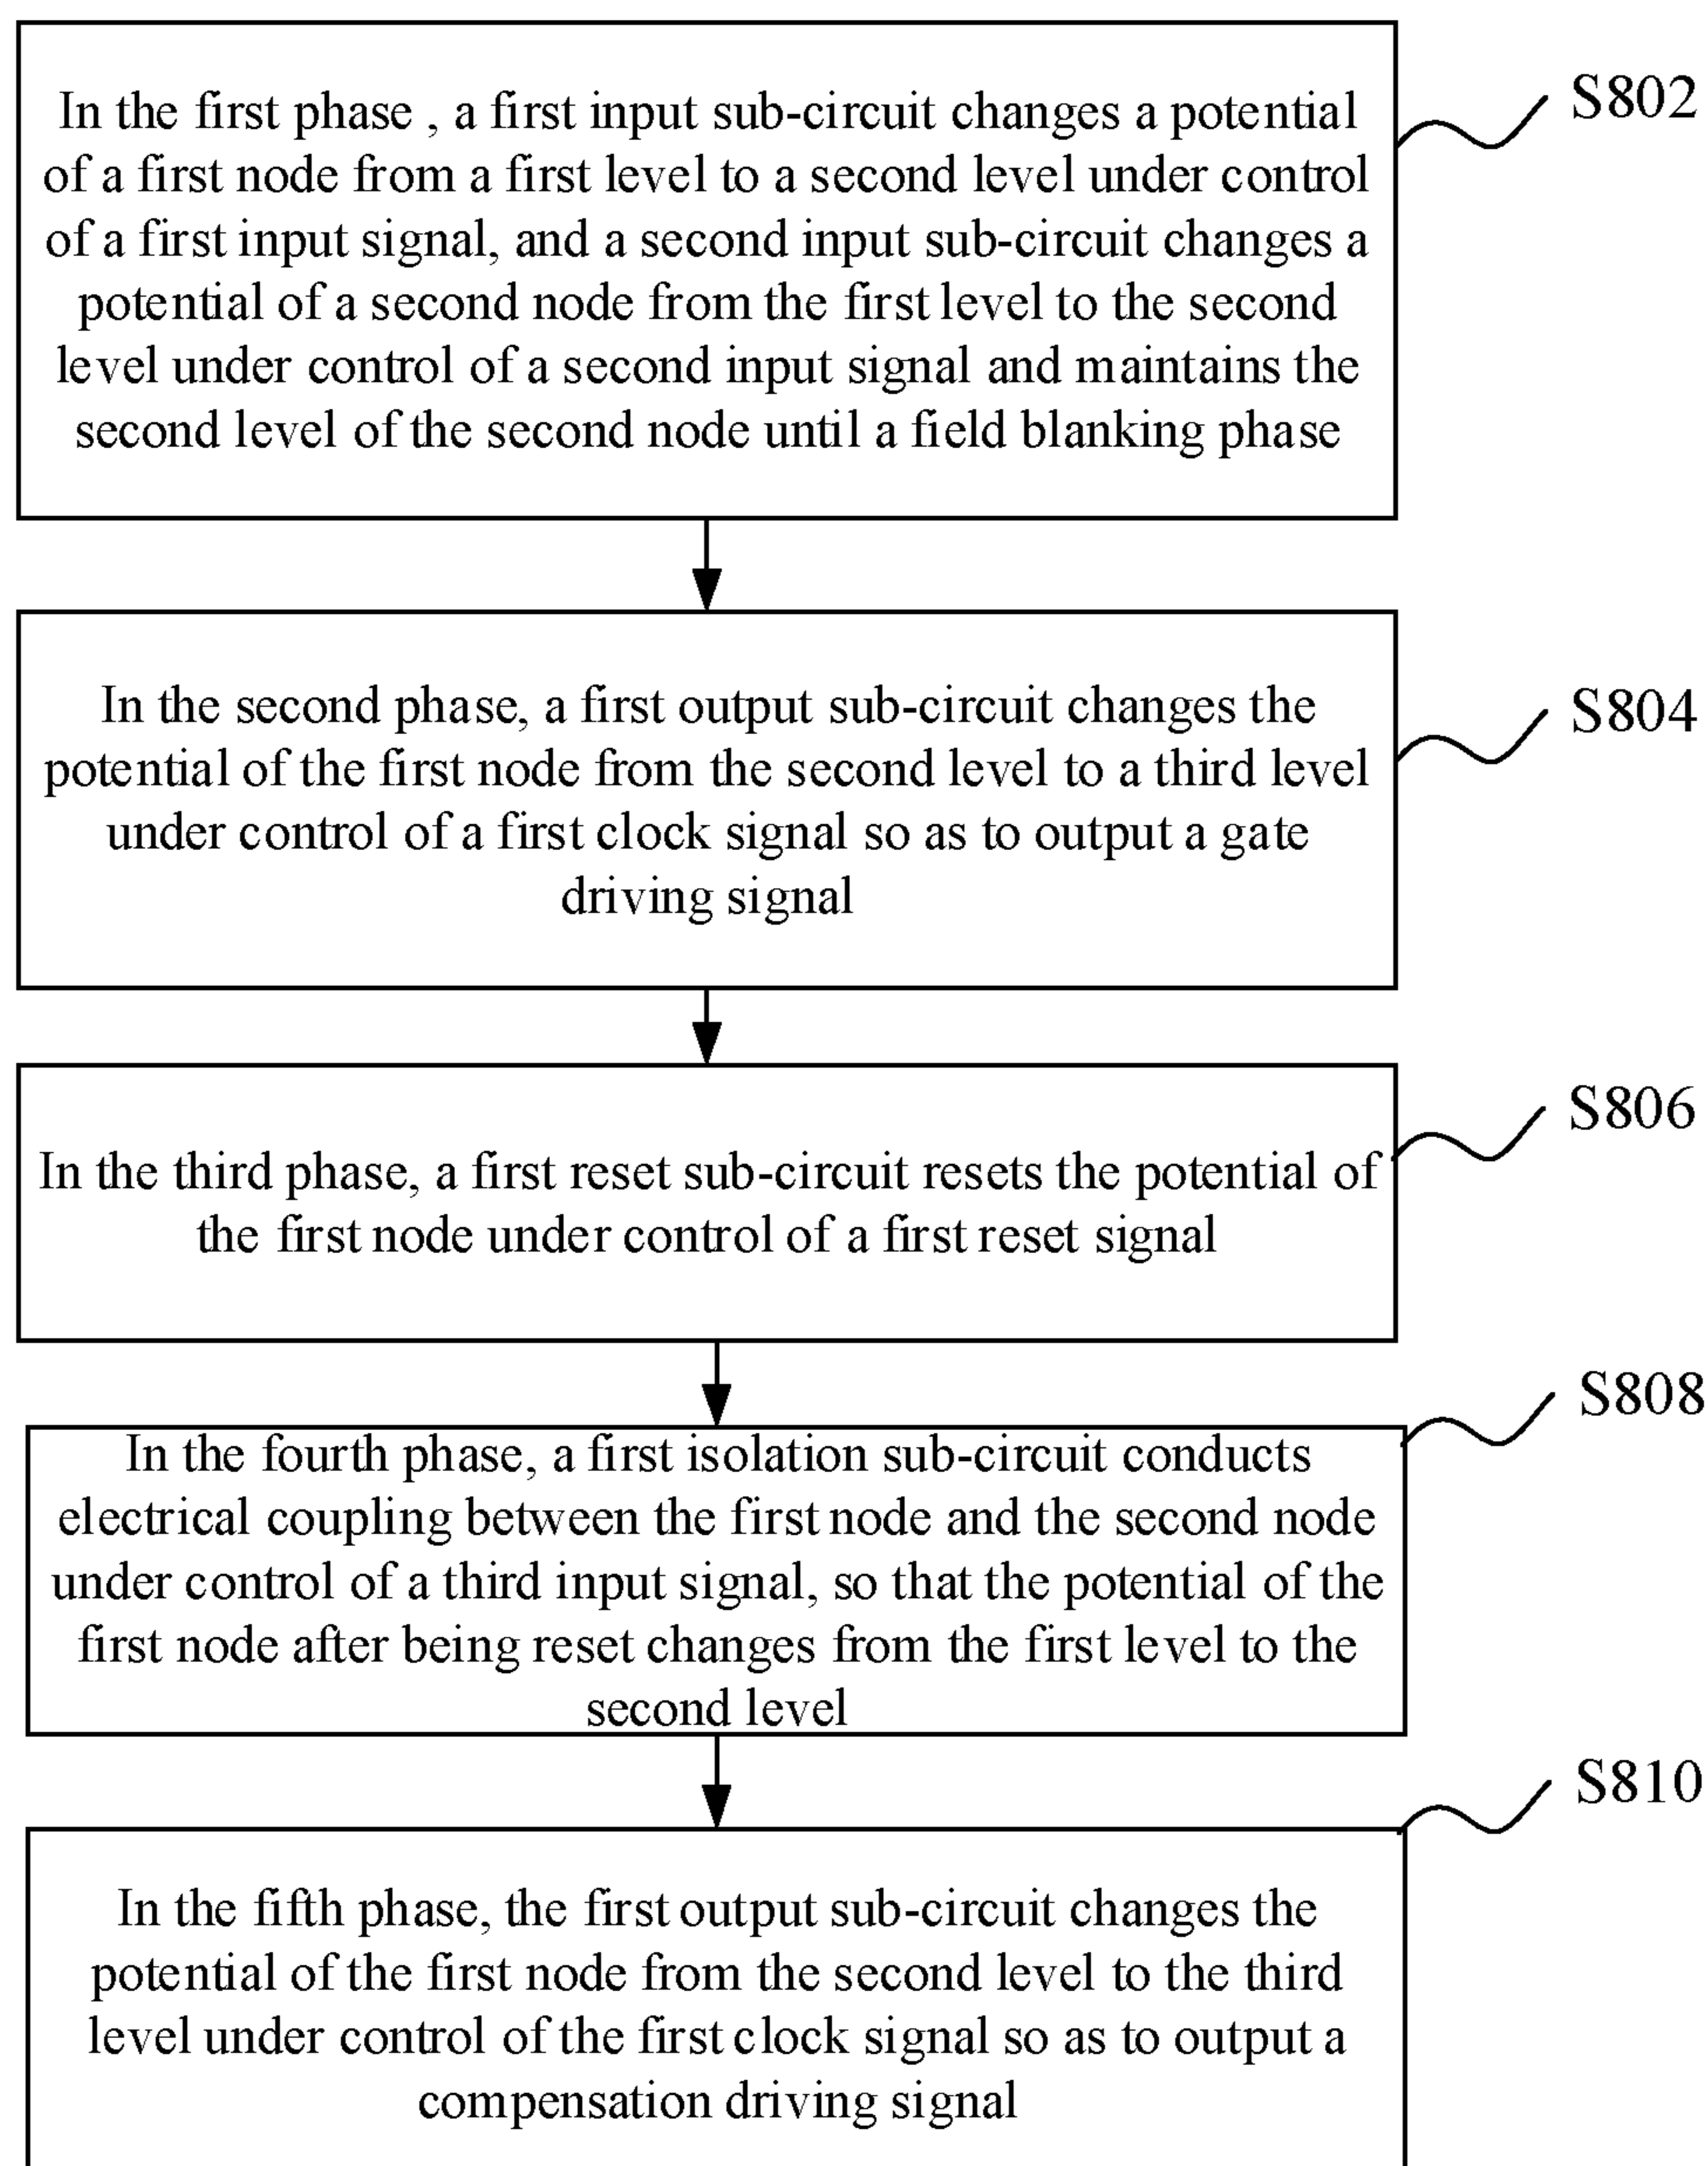 In the first phase , a first input sub-circuit changes a potential
of a first node from a first level to a second level under control
of a first input signal, and a second input sub-circuit changes a
potential of a second node from the first level to the second
level under control of a second input signal and maintains the
second level of the second node until a field blanking phase
S802
In the second phase, a first output sub-circuit changes the
potential of the first node from the second level to a third level
under control of a first clock signal so as to output a gate
driving signal
S804
In the third phase, a first reset sub-circuit resets the potential of
the first node under control of a first reset signal
S806
In the fourth phase, a first isolation sub-circuit conducts
electrical coupling between the first node and the second node
under control of a third input signal, so that the potential of the
first node after being reset changes from the first level to the
second level
S808
In the fifth phase, the first output sub-circuit changes the
potential of the first node from the second level to the third
level under control of the first clock signal so as to output a
compensation driving signal
S810